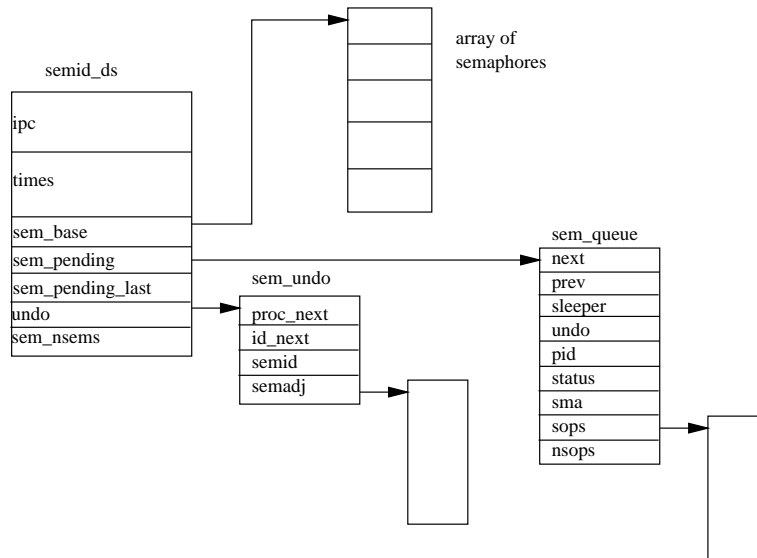 array of
semaphores
semid_ds
ipc
times
sem_base
sem_pending
sem_pending_last
undo
sem_nsems
sem_undo
proc_next
id_next
semid
semadj
sem_queue
next
prev
sleeper
undo
pid
status
sma
sops
nsops